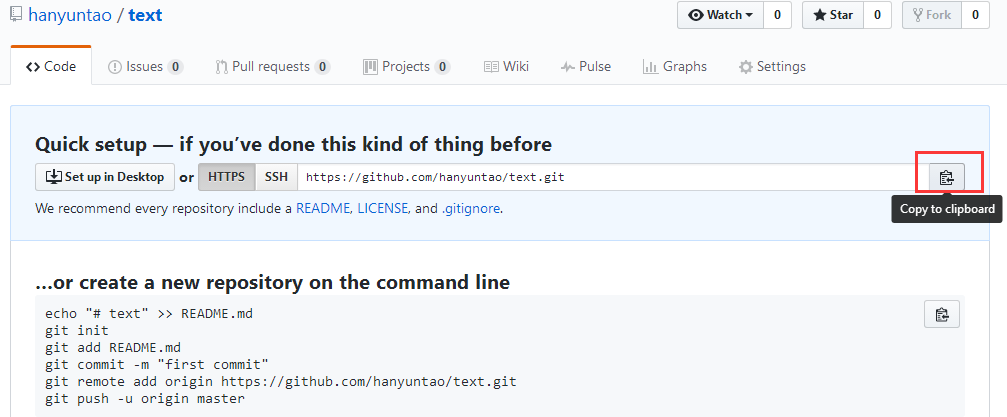 hanyuntao / text
Watch 0 Star 0 Fork 0
Code Issues 0 Pull requests 0 Projects 0 Wiki Pulse Graphs Settings
Quick setup — if you’ve done this kind of thing before
Set up in Desktop or HTTPS SSH https://github.com/hanyuntao/text.git
Copy to clipboard
We recommend every repository include a README, LICENSE, and .gitignore.
…or create a new repository on the command line
echo "# text" >> README.md
git init
git add README.md
git commit -m "first commit"
git remote add origin https://github.com/hanyuntao/text.git
git push -u origin master